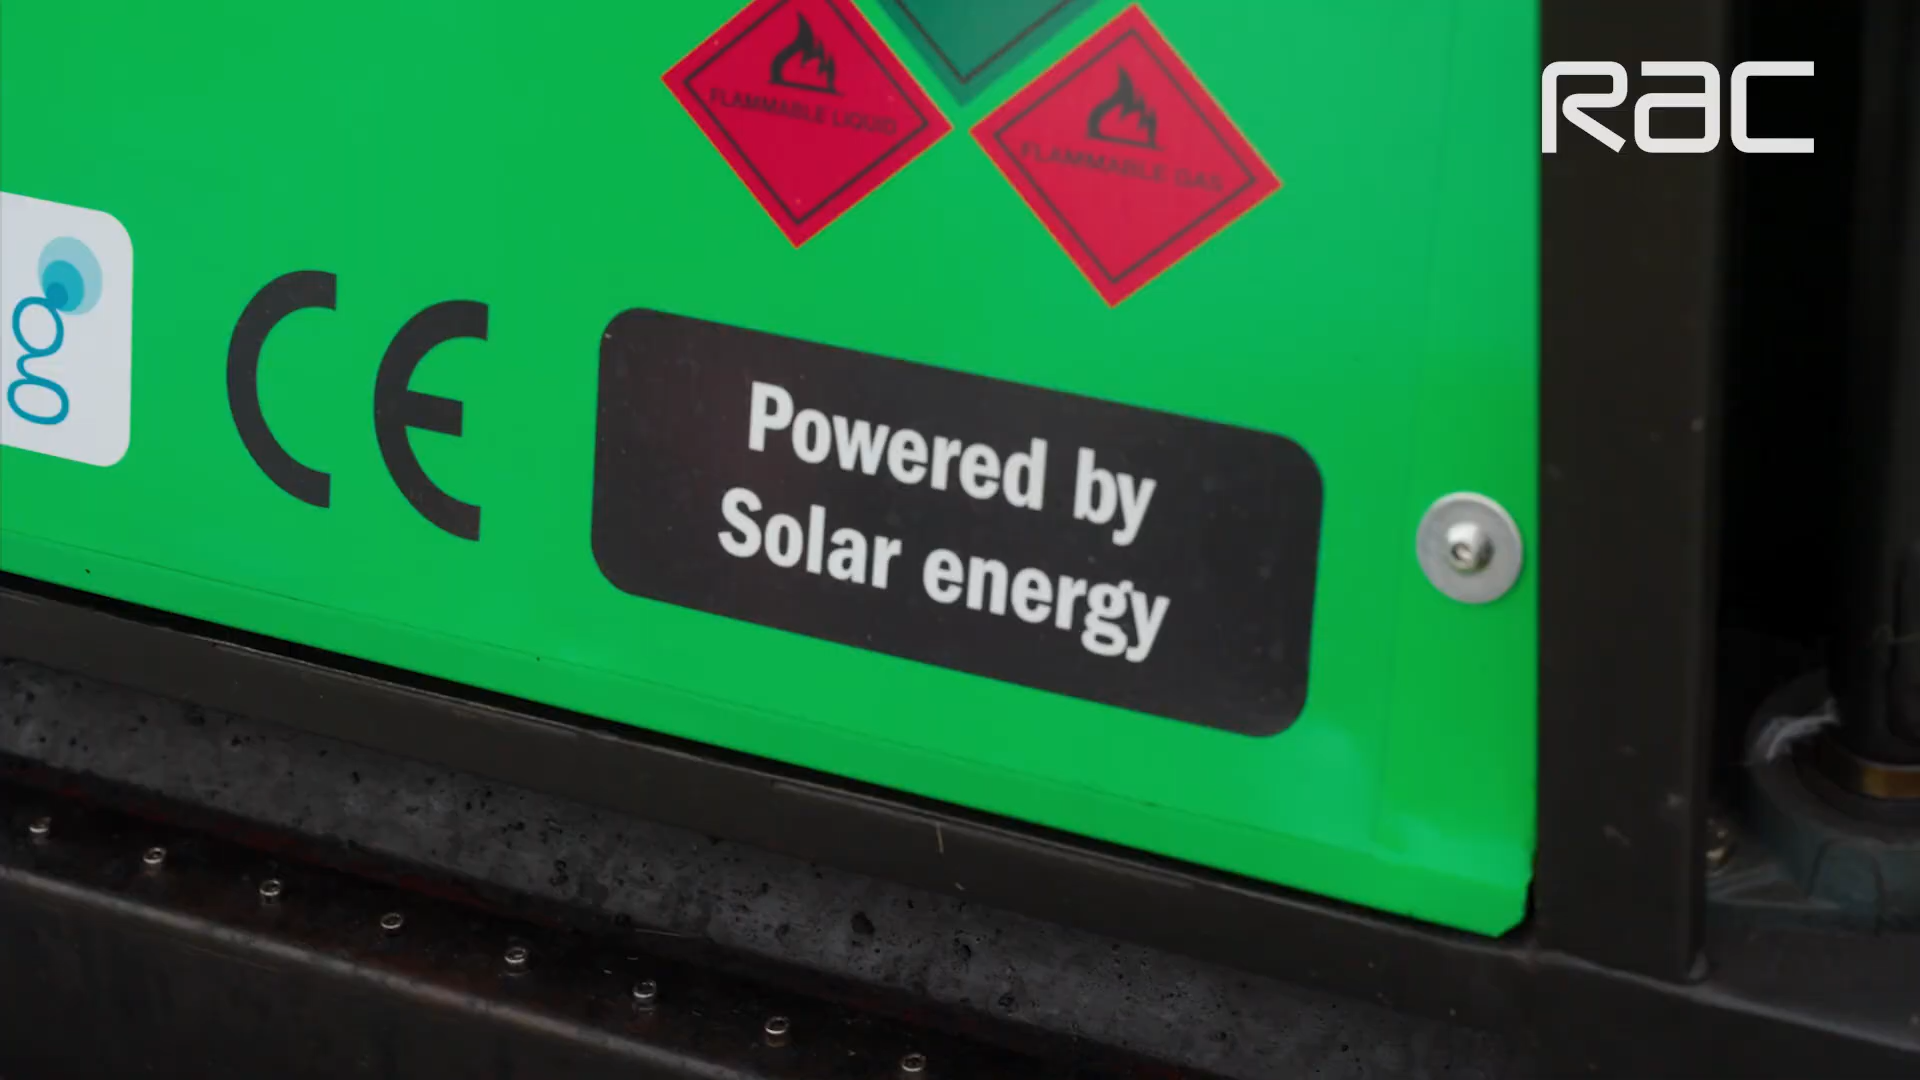 RAC
FLAMMABLE LIQUID
FLAMMABLE GAS
CE
Powered by
Solar energy